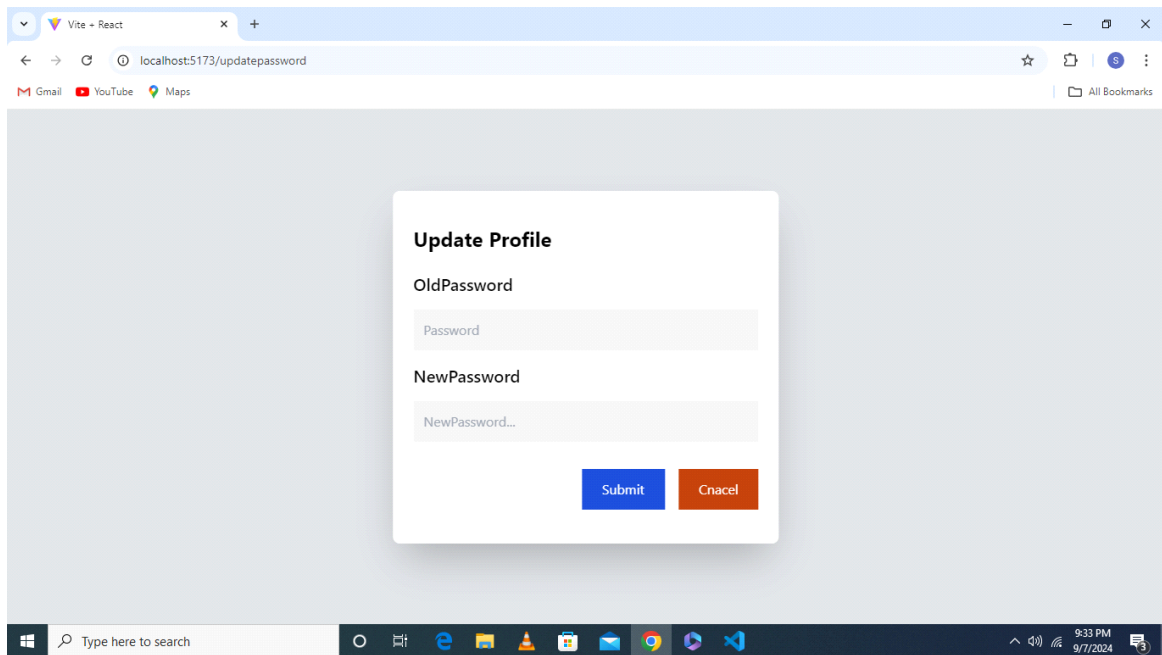 Vite + React
localhost:5173/updatepassword
S
Gmail YouTube Maps All Bookmarks
Update Profile
OldPassword
Password
NewPassword
NewPassword...
Submit Cnacel
Type here to search
9:33 PM
9/7/2024
3